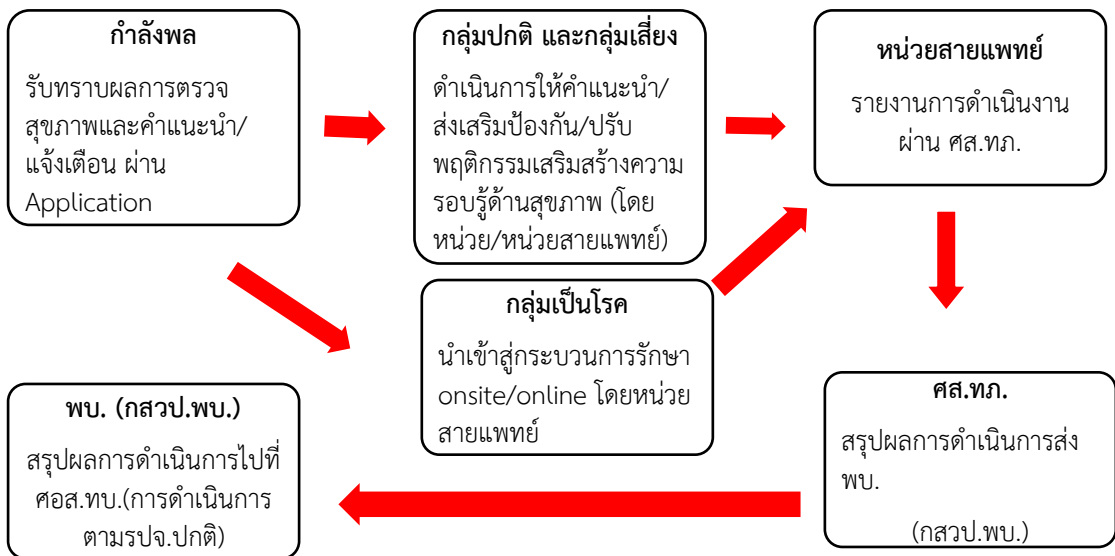 กำลังพล
รับทราบผลการตรวจ
สุขภาพและคำแนะนำ/
แจ้งเตือน ผ่าน
Application
กลุ่มปกติ และกลุ่มเสี่ยง
ดำเนินการให้คำแนะนำ/
ส่งเสริมป้องกัน/ปรับ
พฤติกรรมเสริมสร้างความ
รอบรู้ด้านสุขภาพ (โดย
หน่วย/หน่วยสายแพทย์)
หน่วยสายแพทย์
รายงานการดำเนินงาน
ผ่าน ศส.ทภ.
กลุ่มเป็นโรค
นำเข้าสู่กระบวนการรักษา
onsite/online โดยหน่วย
สายแพทย์
ศส.ทภ.
สรุปผลการดำเนินการส่ง
พบ.
(กสวป.พบ.)
พบ. (กสวป.พบ.)
สรุปผลการดำเนินการไปที่
ศอส.ทบ.(การดำเนินการ
ตามรปจ.ปกติ)